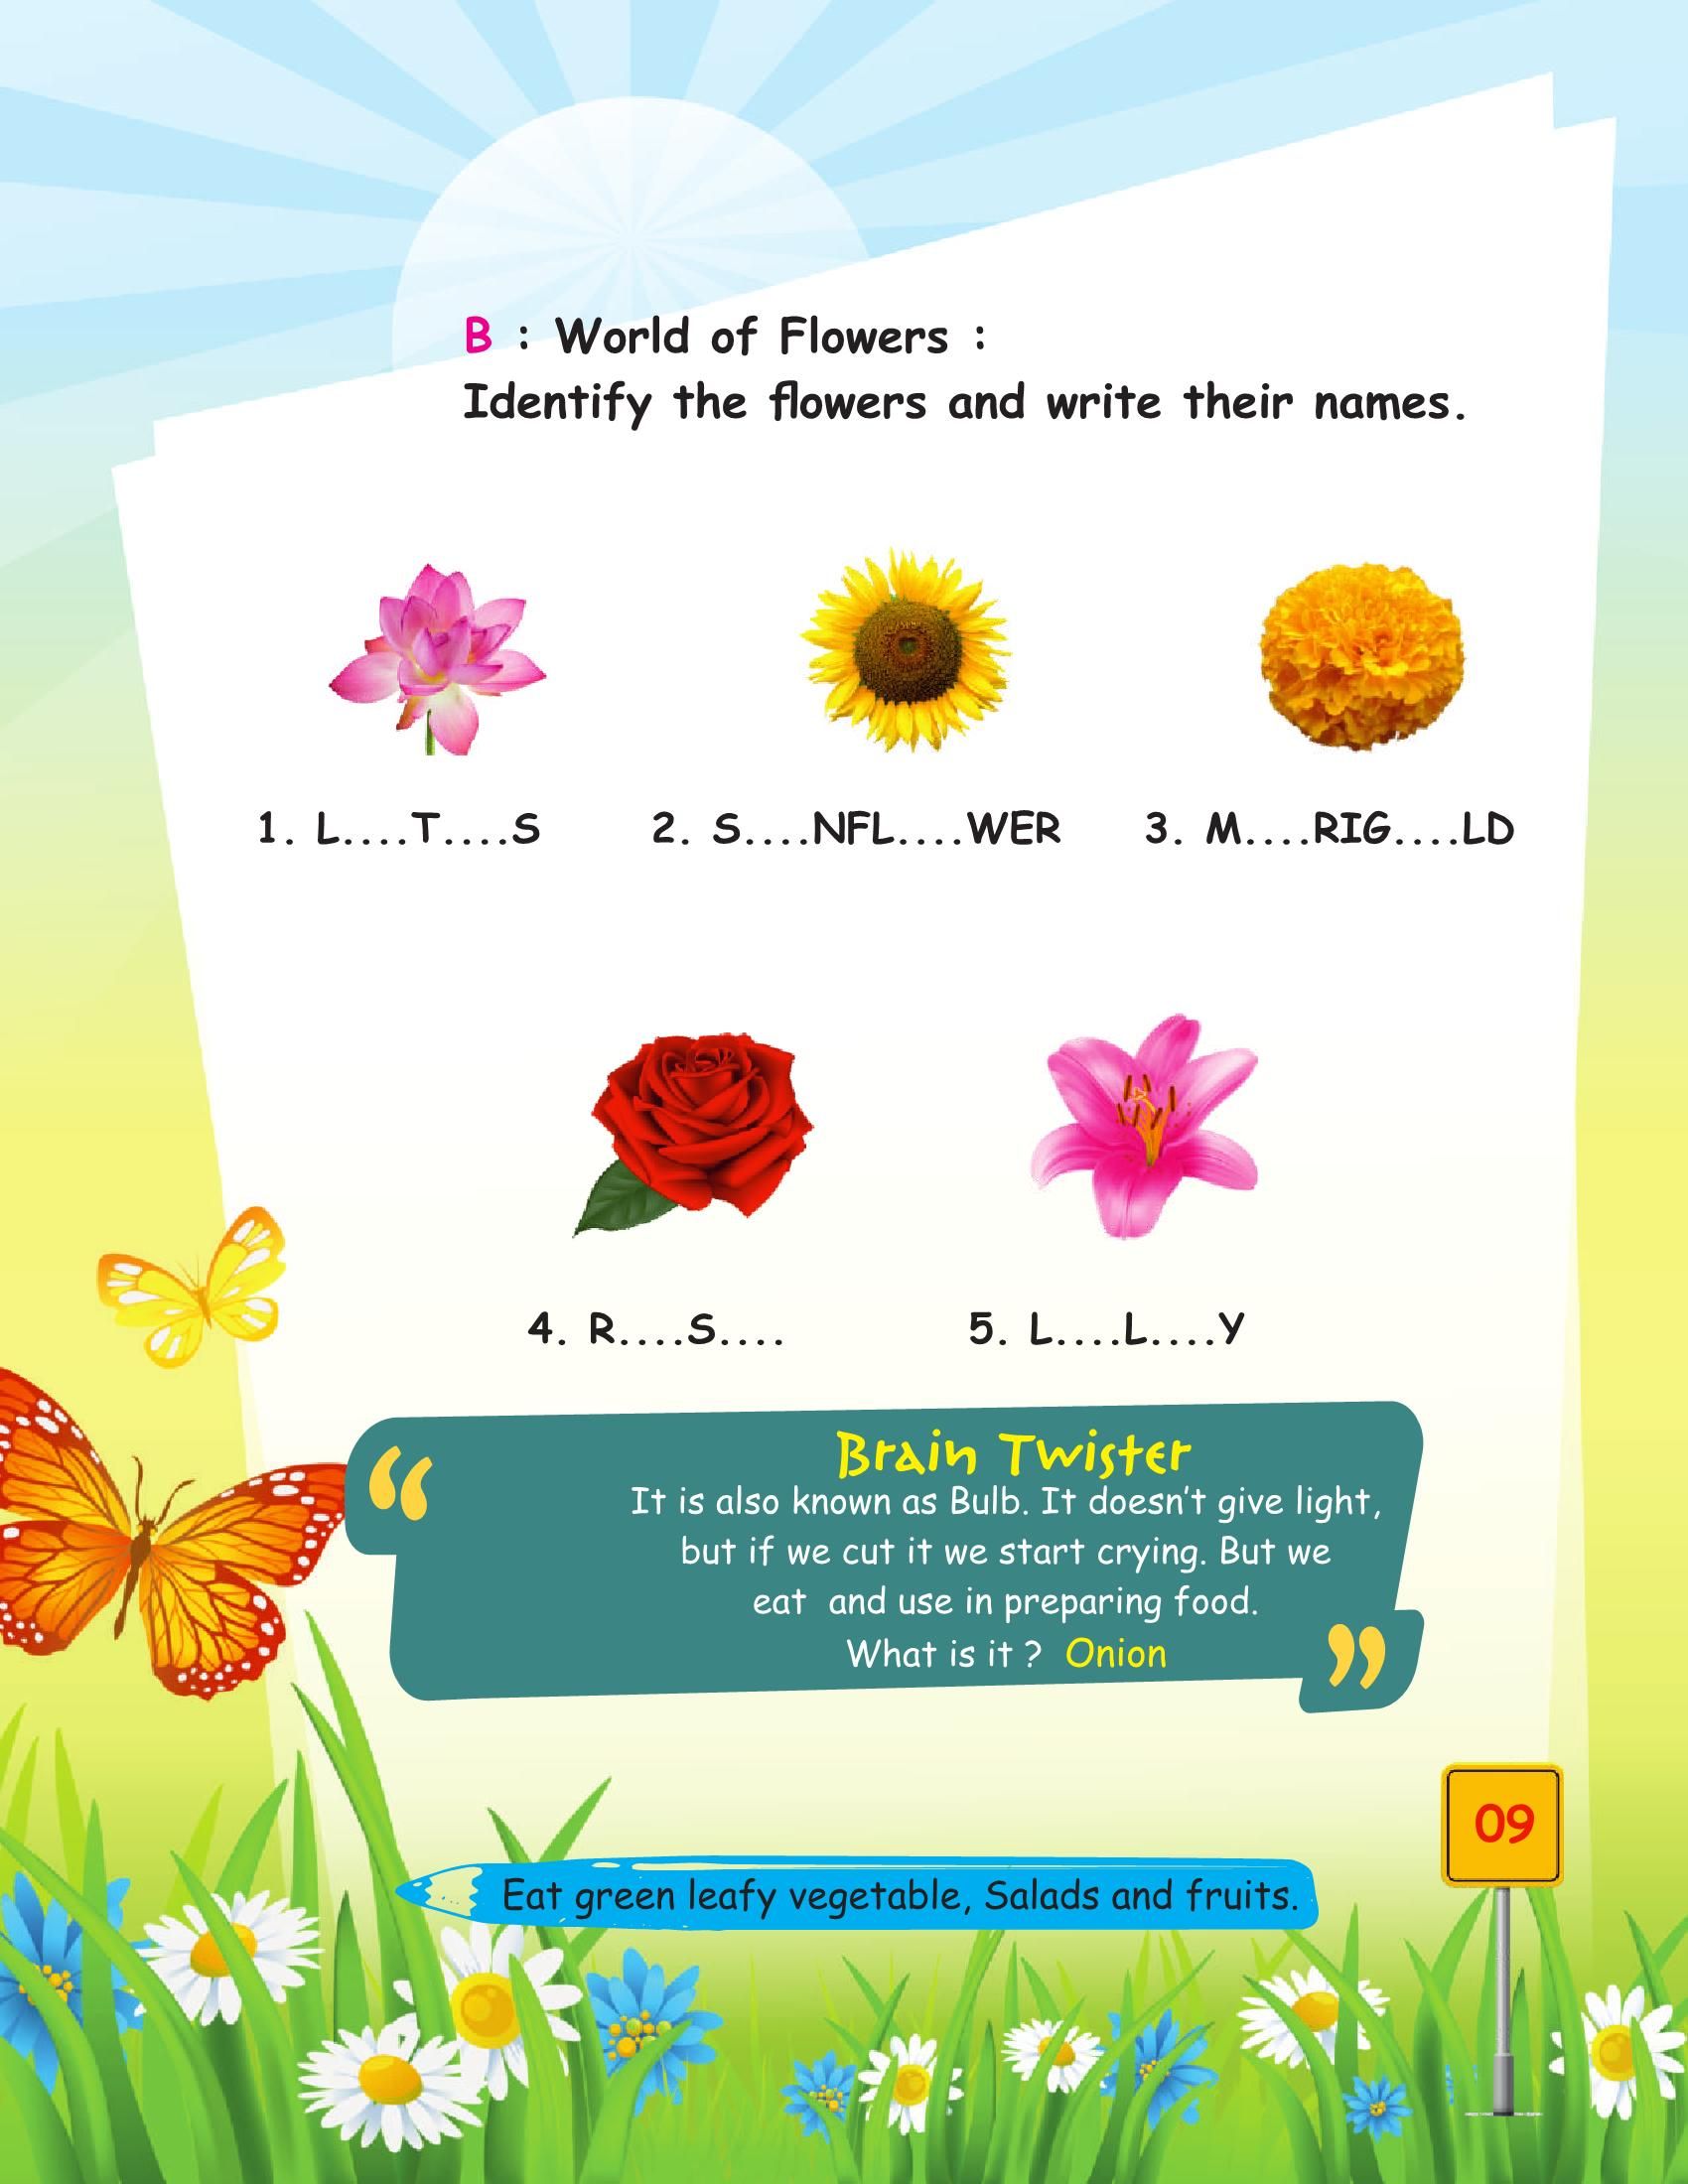 B : World of Flowers :
Identify the flowers and write their names.
1. L....T....S 2. S....NFL....WER 3. M....RIG....LD
4. R....S.... 5. L....L....Y
“
Brain Twister
It is also known as Bulb. It doesn't give light,
but if we cut it we start crying. But we
eat and use in preparing food.
What is it ? Onion
”
09
Eat green leafy vegetable, Salads and fruits.